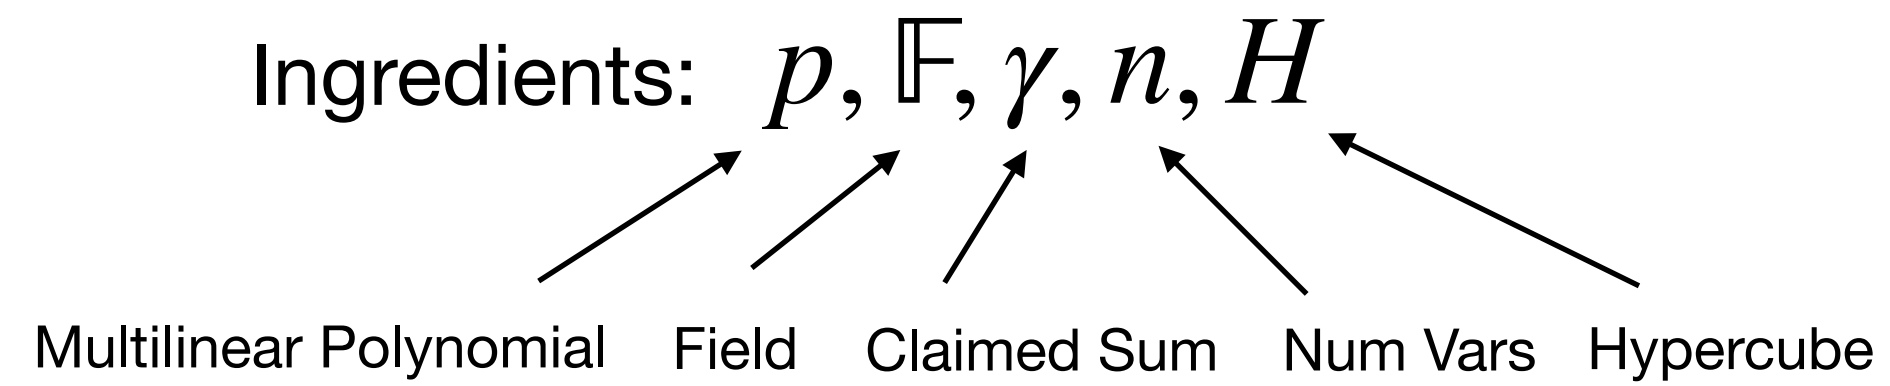 Ingredients: p, 𝔽, γ, n, H
Multilinear Polynomial Field Claimed Sum Num Vars Hypercube